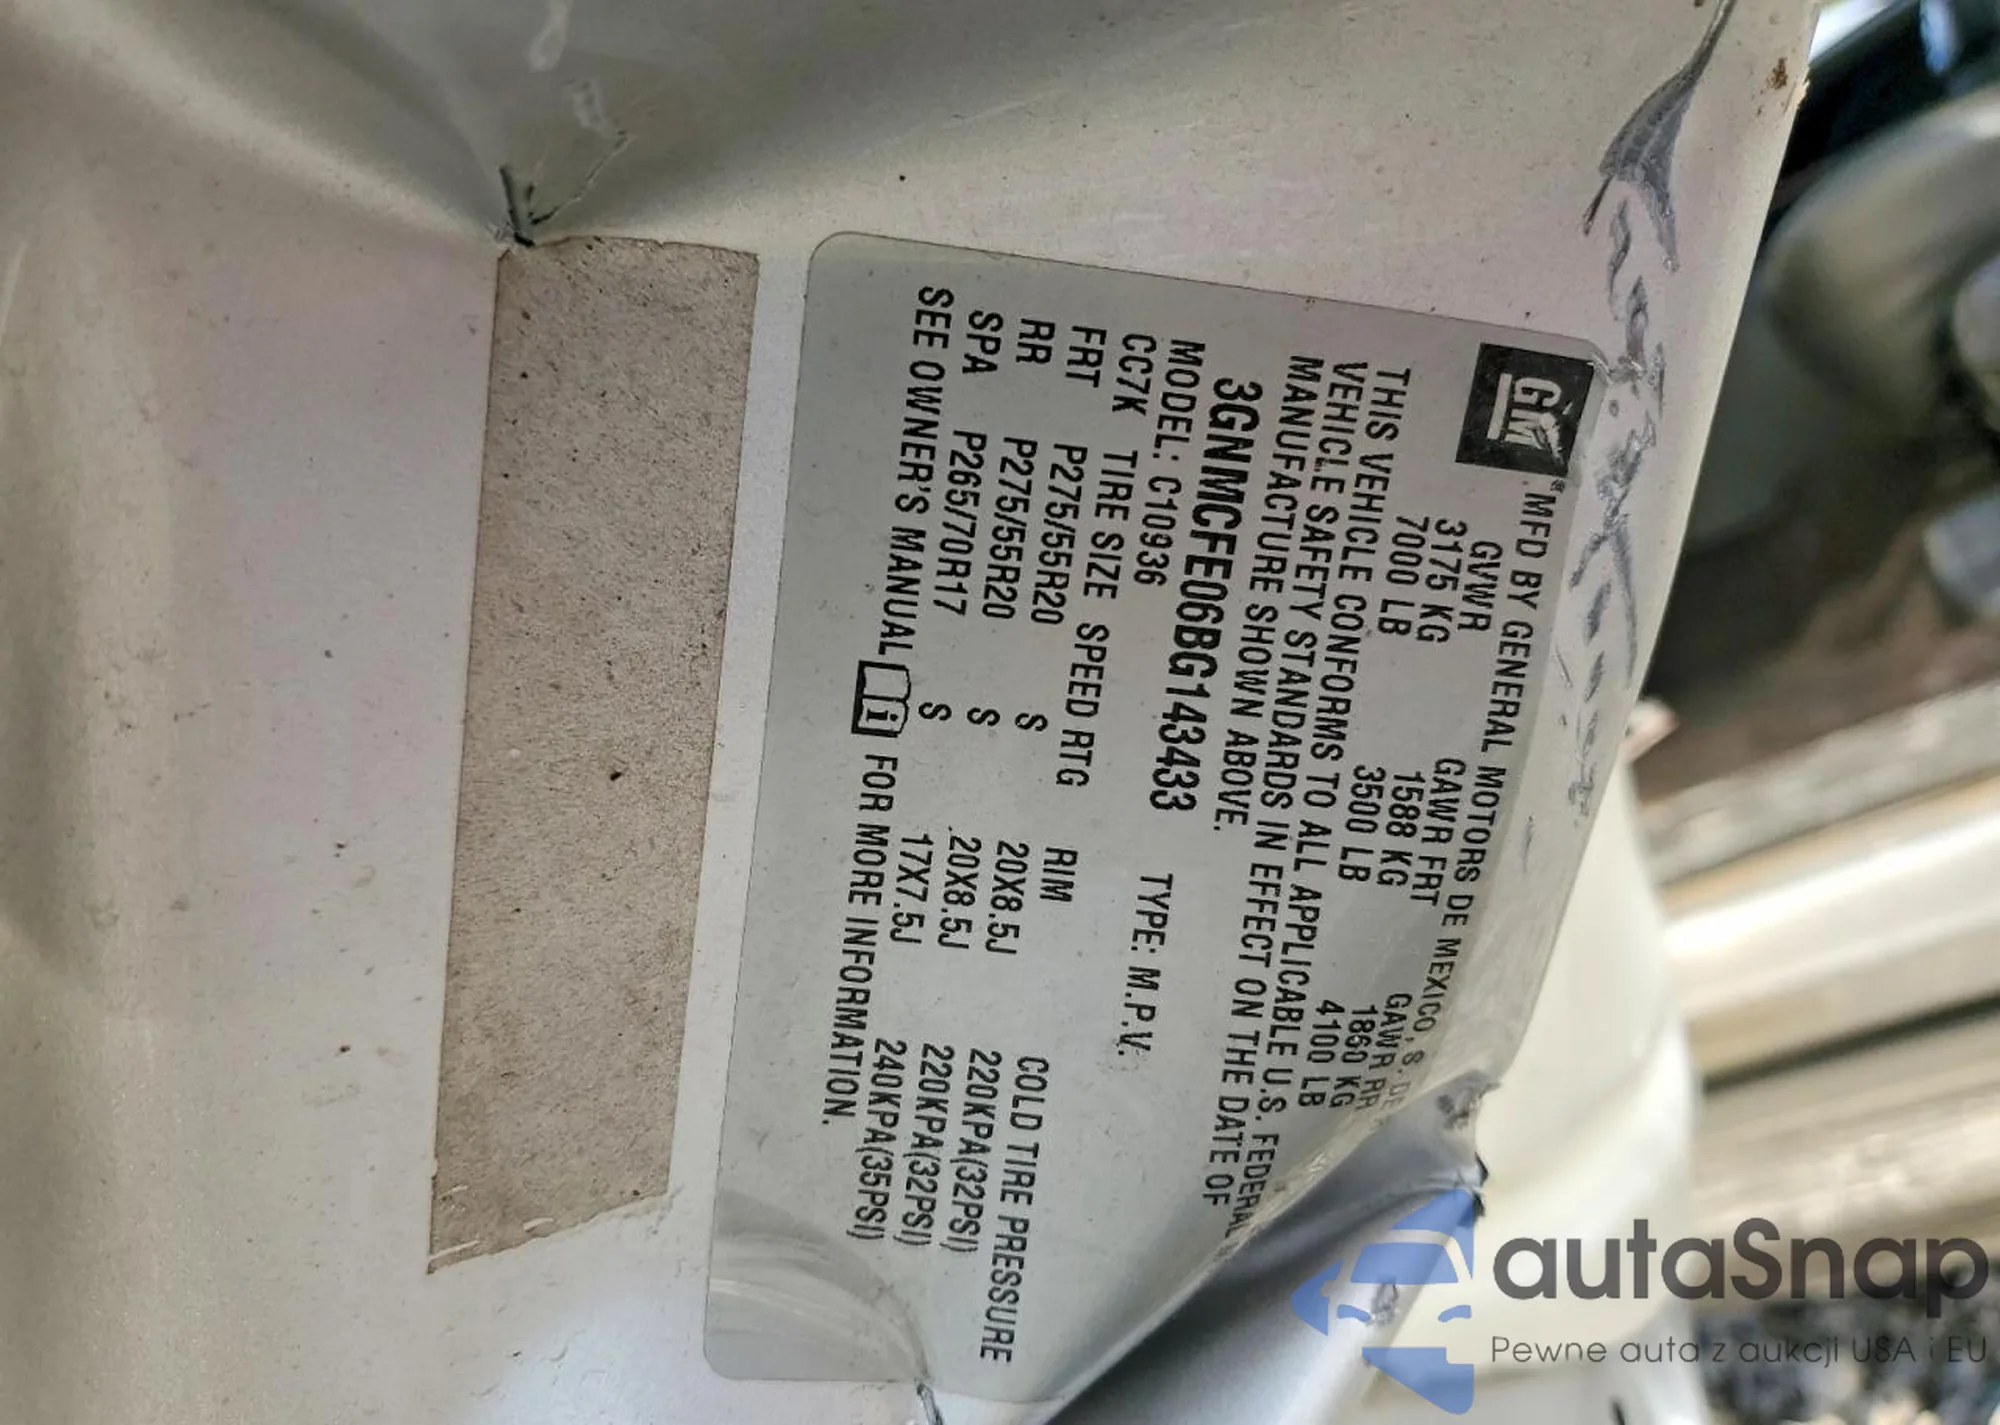 GM
MFD BY GENERAL MOTORS DE MEXICO, S. DE
GVWR GAWR FRT GAWR RR
3175 KG 1588 KG 1860 KG
7000 LB 3500 LB 4100 LB
THIS VEHICLE CONFORMS TO ALL APPLICABLE U.S. FEDERAL
VEHICLE SAFETY STANDARDS IN EFFECT ON THE DATE OF
MANUFACTURE SHOWN ABOVE.
3GNMCFE06BG143433 TYPE: M.P.V.
MODEL: C10936
CC7K TIRE SIZE SPEED RTG RIM COLD TIRE PRESSURE
FRT P275/55R20 S 20X8.5J 220KPA(32PSI)
RR P275/55R20 S 20X8.5J 220KPA(32PSI)
SPA P265/70R17 S 17X7.5J 240KPA(35PSI)
SEE OWNER'S MANUAL i FOR MORE INFORMATION.
autaSnap
Pewne auta z aukcji USA i EU